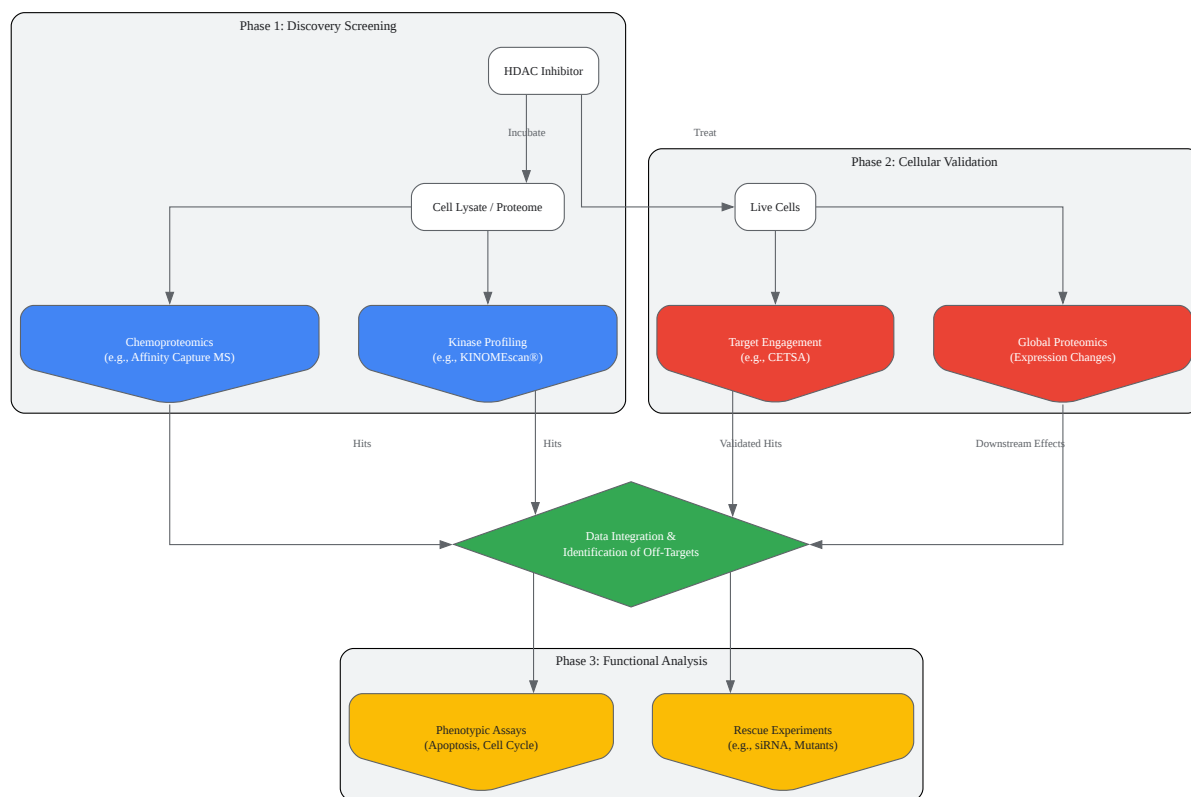 Phase 1: Discovery Screening
HDAC Inhibitor
Incubate
Treat
Phase 2: Cellular Validation
Cell Lysate / Proteome
Live Cells
Chemoproteomics
(e.g., Affinity Capture MS)
Kinase Profiling
(e.g., KINOMEscan®)
Target Engagement
(e.g., CETSA)
Global Proteomics
(Expression Changes)
Hits
Hits
Validated Hits
Downstream Effects
Data Integration &
Identification of Off-Targets
Phase 3: Functional Analysis
Phenotypic Assays
(Apoptosis, Cell Cycle)
Rescue Experiments
(e.g., siRNA, Mutants)